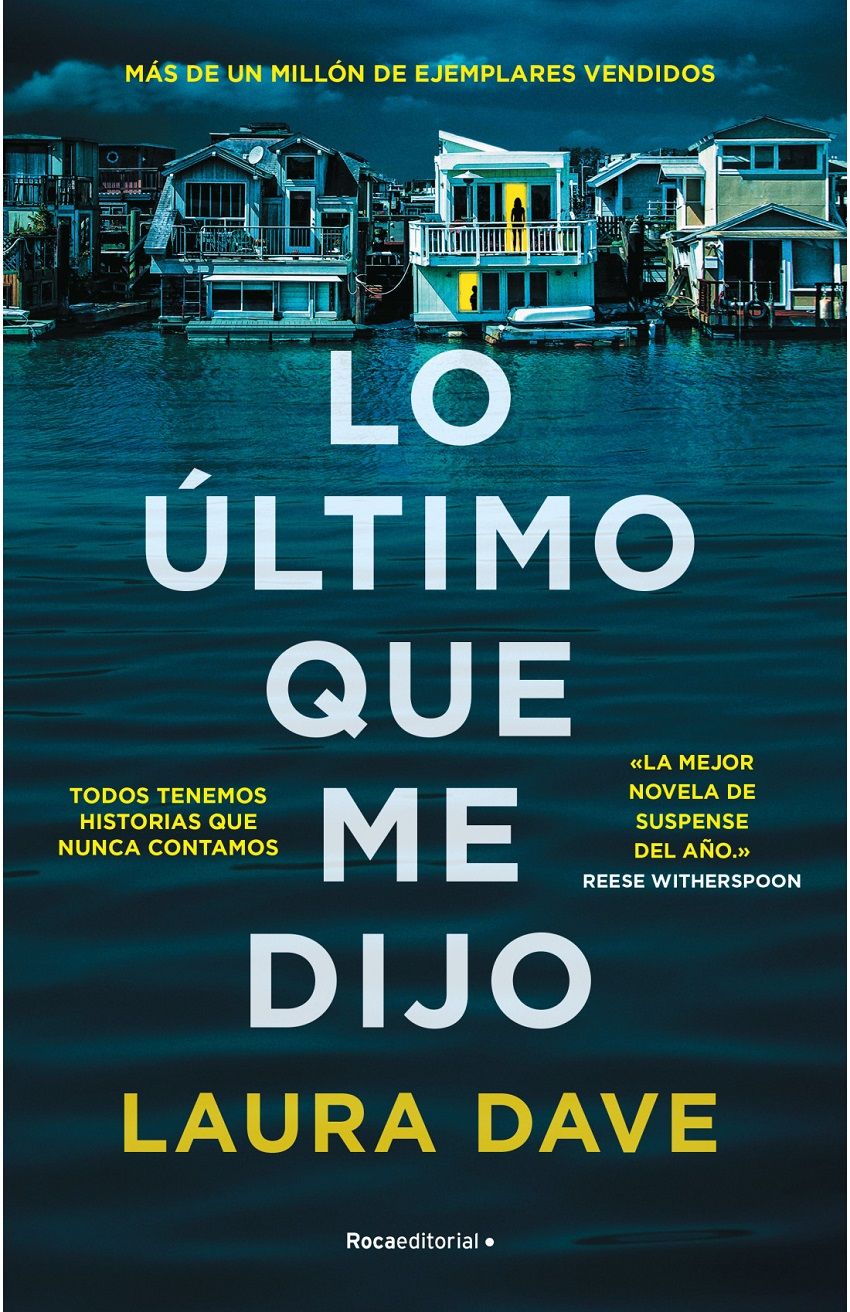 MÁS DE UN MILLÓN DE EJEMPLARES VENDIDOS
LO
ÚLTIMO
QUE
ME
DIJO
TODOS TENEMOS
HISTORIAS QUE
NUNCA CONTAMOS
«LA MEJOR
NOVELA DE
SUSPENSE
DEL AÑO.»
REESE WITHERSPOON
LAURA DAVE
Rocaeditorial